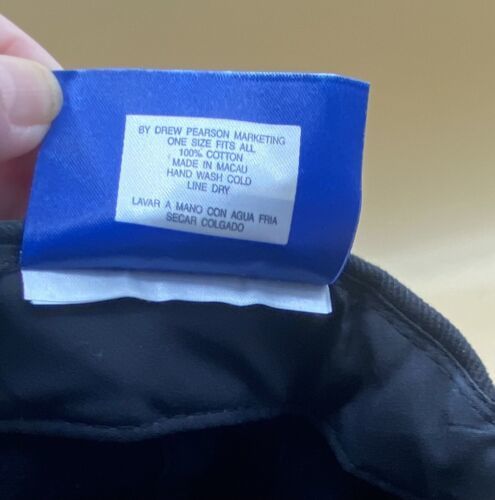 BY DREW PEARSON MARKETING
ONE SIZE FITS ALL
100% COTTON
MADE IN MACAU
HAND WASH COLD
LINE DRY
LAVAR A MANO CON AGUA FRIA
SECAR COLGADO